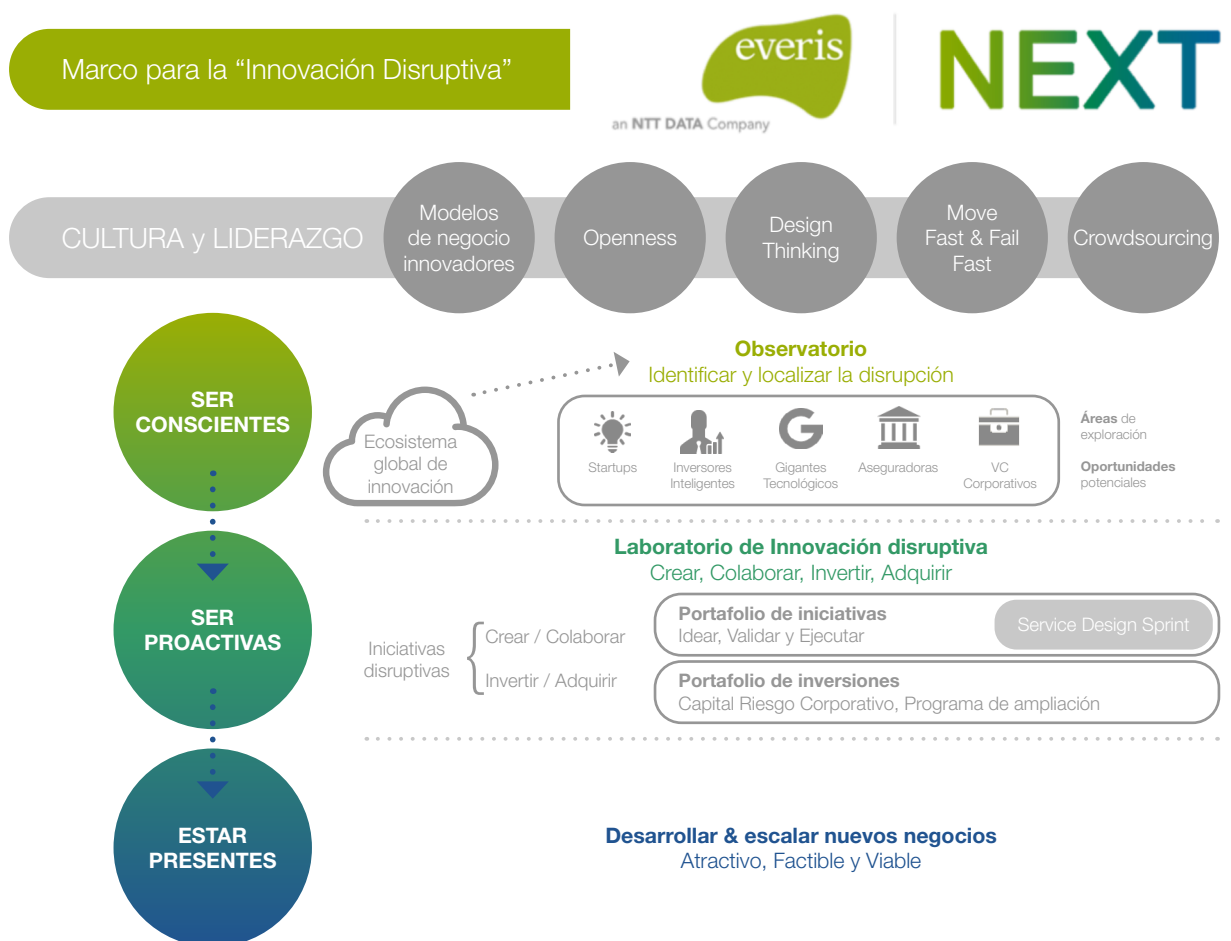 Marco para la “Innovación Disruptiva”
everis
an NTT DATA Company
NEXT
CULTURA y LIDERAZGO
Modelos
de negocio
innovadores
Openness
Design
Thinking
Move
Fast & Fail
Fast
Crowdsourcing
SER
CONSCIENTES
Ecosistema
global de
innovación
Observatorio
Identificar y localizar la disrupción
Startups
Inversores
Inteligentes
G
Gigantes
Tecnológicos
Aseguradoras
VC
Corporativos
Áreas de
exploración
Oportunidades
potenciales
SER
PROACTIVAS
Laboratorio de Innovación disruptiva
Crear, Colaborar, Invertir, Adquirir
Iniciativas
disruptivas
Crear / Colaborar
Invertir / Adquirir
Portafolio de iniciativas
Idear, Validar y Ejecutar
Service Design Sprint
Portafolio de inversiones
Capital Riesgo Corporativo, Programa de ampliación
ESTAR
PRESENTES
Desarrollar & escalar nuevos negocios
Atractivo, Factible y Viable